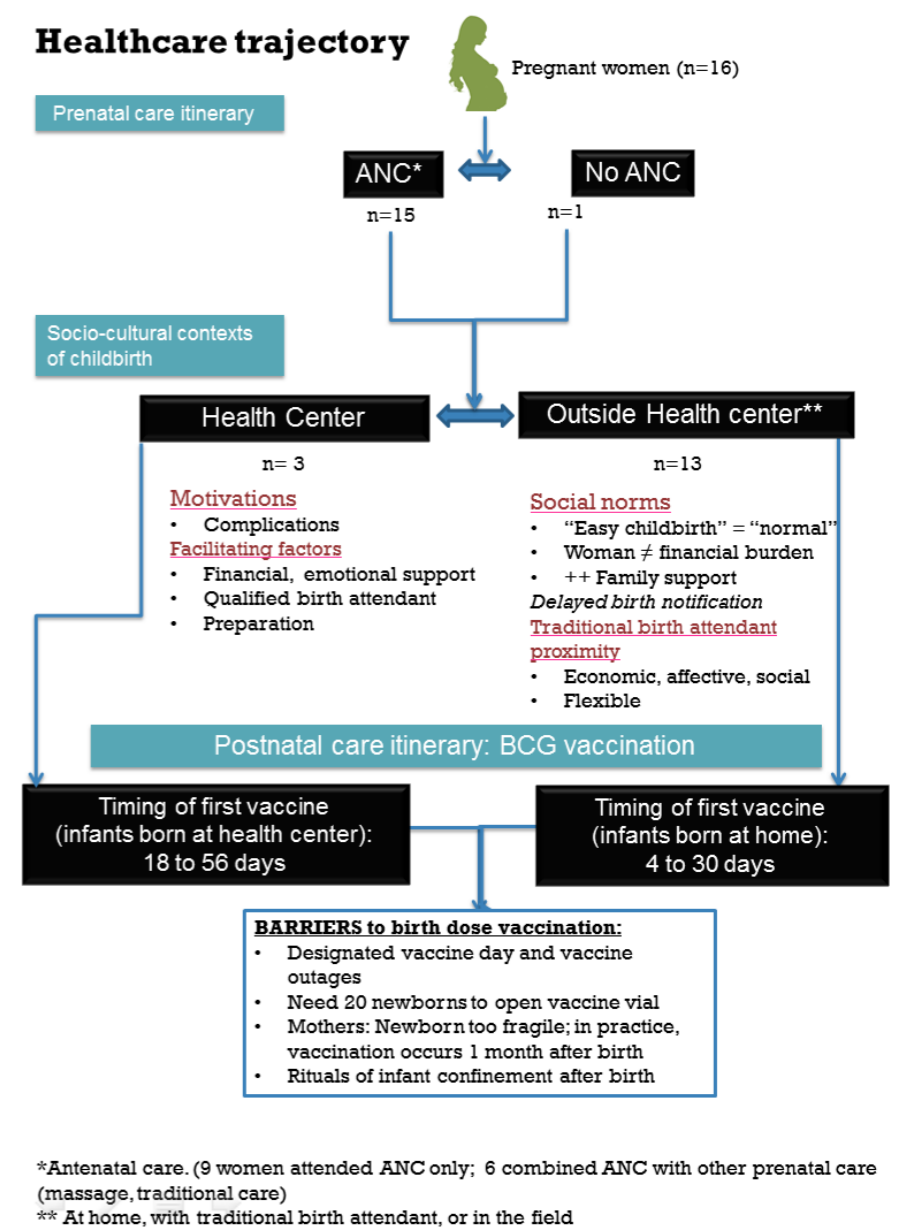 Healthcare trajectory
Pregnant women (n=16)
Prenatal care itinerary
ANC*
No ANC
n=15
n=1
Socio-cultural contexts
of childbirth
Health Center
Outside Health center**
n= 3
Motivations
• Complications
Facilitating factors
• Financial, emotional support
• Qualified birth attendant
• Preparation
n=13
Social norms
• “Easy childbirth” = “normal”
• Woman ≠ financial burden
• ++ Family support
Delayed birth notification
Traditional birth attendant
proximity
• Economic, affective, social
• Flexible
Postnatal care itinerary: BCG vaccination
Timing of first vaccine
(infants born at health center):
18 to 56 days
Timing of first vaccine
(infants born at home):
4 to 30 days
BARRIERS to birth dose vaccination:
• Designated vaccine day and vaccine
outages
• Need 20 newborns to open vaccine vial
• Mothers: Newborn too fragile; in practice,
vaccination occurs 1 month after birth
• Rituals of infant confinement after birth
*Antenatal care. (9 women attended ANC only; 6 combined ANC with other prenatal care
(massage, traditional care)
** At home, with traditional birth attendant, or in the field